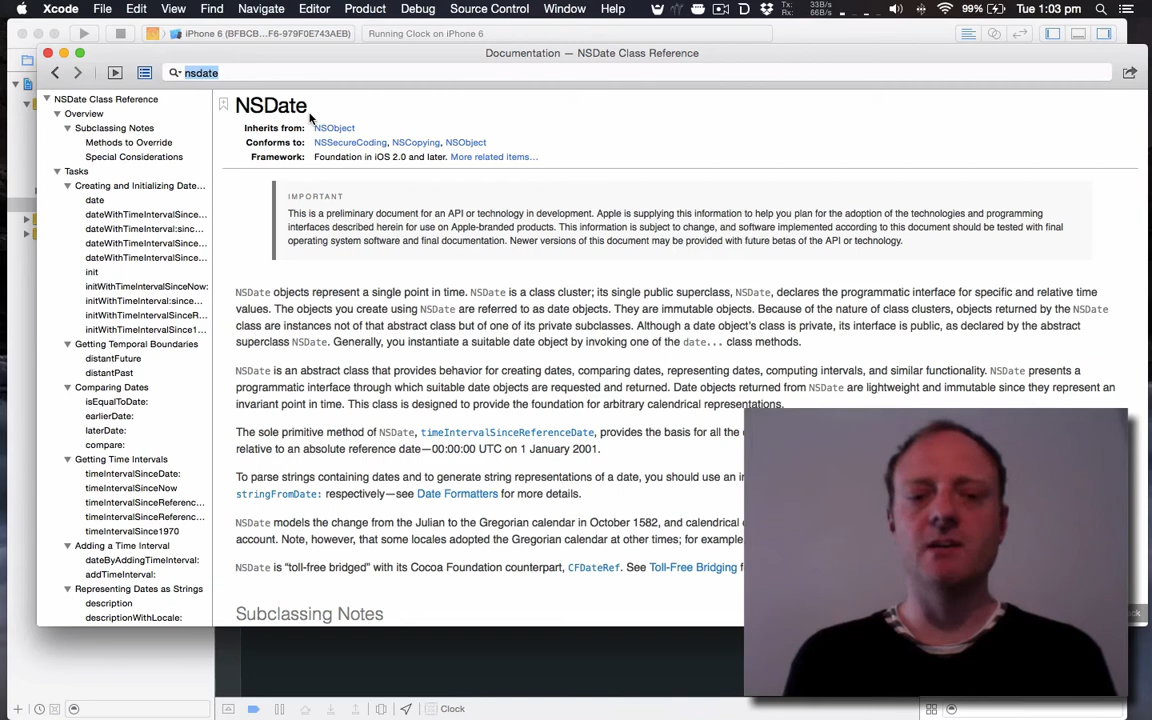 Xcode File Edit View Find Navigate Editor Product Debug Source Control Window Help Tx: 33B/s Rx: 66B/s 99% Tue 1:03 pm
iPhone 6 (BFBCB...F6-979F0E743AEB) Running Clock on iPhone 6
Documentation — NSDate Class Reference
nsdate
NSDate Class Reference
Overview
Subclassing Notes
Methods to Override
Special Considerations
Tasks
Creating and Initializing Date...
date
dateWithTimeIntervalSince...
dateWithTimeInterval:sinc...
dateWithTimeIntervalSince...
dateWithTimeIntervalSince...
init
initWithTimeIntervalSinceNow:
initWithTimeInterval:since...
initWithTimeIntervalSinceR...
initWithTimeIntervalSince1...
Getting Temporal Boundaries
distantFuture
distantPast
Comparing Dates
isEqualToDate:
earlierDate:
laterDate:
compare:
Getting Time Intervals
timeIntervalSinceDate:
timeIntervalSinceNow
timeIntervalSinceReferenc...
timeIntervalSinceReferenc...
timeIntervalSince1970
Adding a Time Interval
dateByAddingTimeInterval:
addTimeInterval:
Representing Dates as Strings
description
descriptionWithLocale:
NSDate
Inherits from: NSObject
Conforms to: NSSecureCoding, NSCopying, NSObject
Framework: Foundation in iOS 2.0 and later. More related items...
IMPORTANT
This is a preliminary document for an API or technology in development. Apple is supplying this information to help you plan for the adoption of the technologies and programming
interfaces described herein for use on Apple-branded products. This information is subject to change, and software implemented according to this document should be tested with final
operating system software and final documentation. Newer versions of this document may be provided with future betas of the API or technology.
NSDate objects represent a single point in time. NSDate is a class cluster; its single public superclass, NSDate, declares the programmatic interface for specific and relative time
values. The objects you create using NSDate are referred to as date objects. They are immutable objects. Because of the nature of class clusters, objects returned by the NSDate
class are instances not of that abstract class but of one of its private subclasses. Although a date object's class is private, its interface is public, as declared by the abstract
superclass NSDate. Generally, you instantiate a suitable date object by invoking one of the date... class methods.
NSDate is an abstract class that provides behavior for creating dates, comparing dates, representing dates, computing intervals, and similar functionality. NSDate presents a
programmatic interface through which suitable date objects are requested and returned. Date objects returned from NSDate are lightweight and immutable since they represent an
invariant point in time. This class is designed to provide the foundation for arbitrary calendrical representations.
The sole primitive method of NSDate, timeIntervalSinceReferenceDate, provides the basis for all the
relative to an absolute reference date—00:00:00 UTC on 1 January 2001.
To parse strings containing dates and to generate string representations of a date, you should use an
stringFromDate: respectively—see Date Formatters for more details.
NSDate models the change from the Julian to the Gregorian calendar in October 1582, and calendrical
account. Note, however, that some locales adopted the Gregorian calendar at other times; for example
NSDate is “toll-free bridged” with its Cocoa Foundation counterpart, CFDateRef. See Toll-Free Bridging
Subclassing Notes
Clock